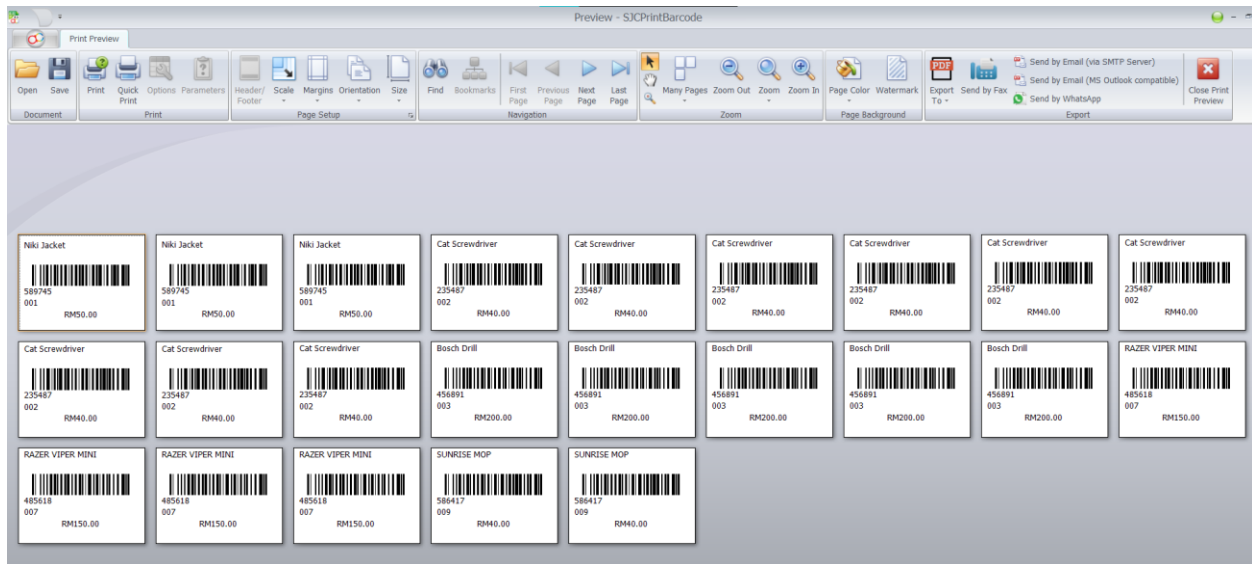 Preview - SJCPrintBarcode
Print Preview
Open
Save
Print
Quick Print
Options
Parameters
Header/ Footer
Scale
Margins
Orientation
Size
Find
Bookmarks
First Page
Previous Page
Next Page
Last Page
Many Pages
Zoom Out
Zoom
Zoom In
Page Color
Watermark
PDF
Export To
Send by Fax
Send by Email (via SMTP Server)
Send by Email (MS Outlook compatible)
Send by WhatsApp
Close Print Preview
Document
Print
Page Setup
Navigation
Zoom
Page Background
Export
Niki Jacket
589745
001
RM50.00
Niki Jacket
589745
001
RM50.00
Niki Jacket
589745
001
RM50.00
Cat Screwdriver
235487
002
RM40.00
Cat Screwdriver
235487
002
RM40.00
Cat Screwdriver
235487
002
RM40.00
Cat Screwdriver
235487
002
RM40.00
Cat Screwdriver
235487
002
RM40.00
Cat Screwdriver
235487
002
RM40.00
Cat Screwdriver
235487
002
RM40.00
Cat Screwdriver
235487
002
RM40.00
Cat Screwdriver
235487
002
RM40.00
Bosch Drill
456891
003
RM200.00
Bosch Drill
456891
003
RM200.00
Bosch Drill
456891
003
RM200.00
Bosch Drill
456891
003
RM200.00
Bosch Drill
456891
003
RM200.00
RAZER VIPER MINI
485618
007
RM150.00
RAZER VIPER MINI
485618
007
RM150.00
RAZER VIPER MINI
485618
007
RM150.00
RAZER VIPER MINI
485618
007
RM150.00
SUNRISE MOP
586417
009
RM40.00
SUNRISE MOP
586417
009
RM40.00